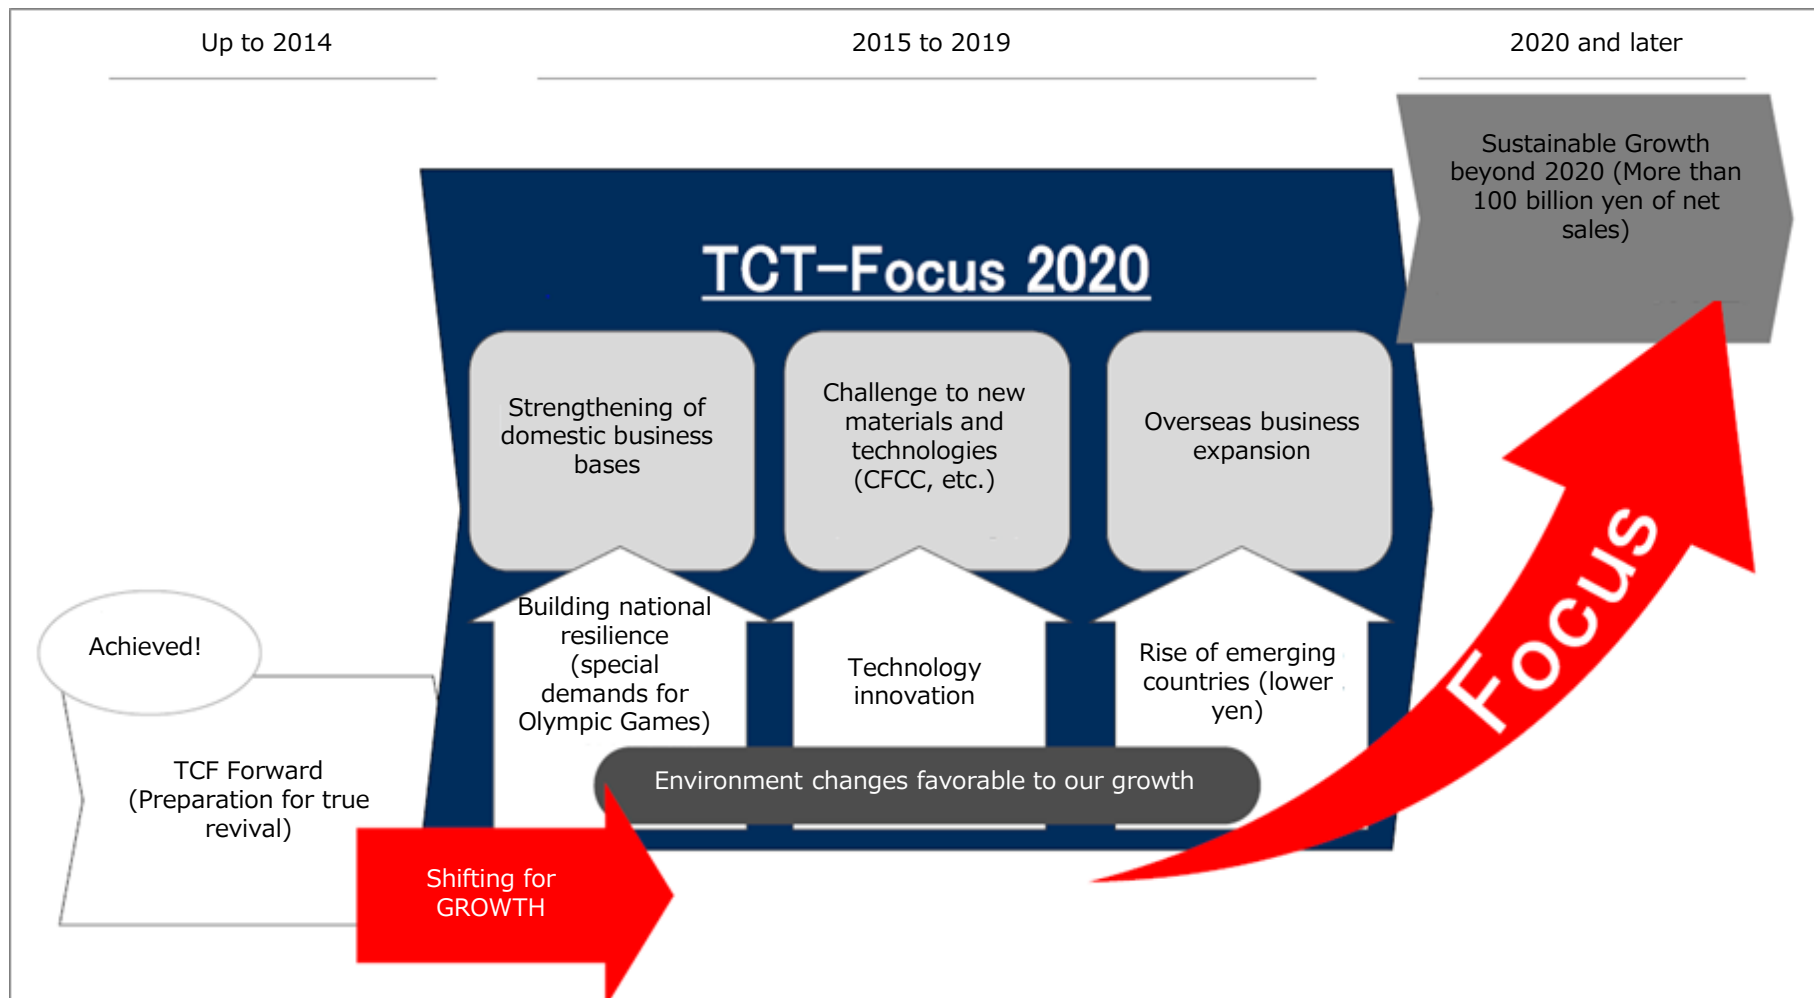 Up to 2014
2015 to 2019
2020 and later
Sustainable Growth
beyond 2020 (More than
100 billion yen of net
sales)
TCT-Focus 2020
Strengthening of
domestic business
bases
Challenge to new
materials and
technologies
(CFCC, etc.)
Overseas business
expansion
Building national
resilience
(special
demands for
Olympic Games)
Technology
innovation
Rise of emerging
countries (lower
yen)
Environment changes favorable to our growth
Achieved!
TCF Forward
(Preparation for true
revival)
Shifting for
GROWTH
Focus